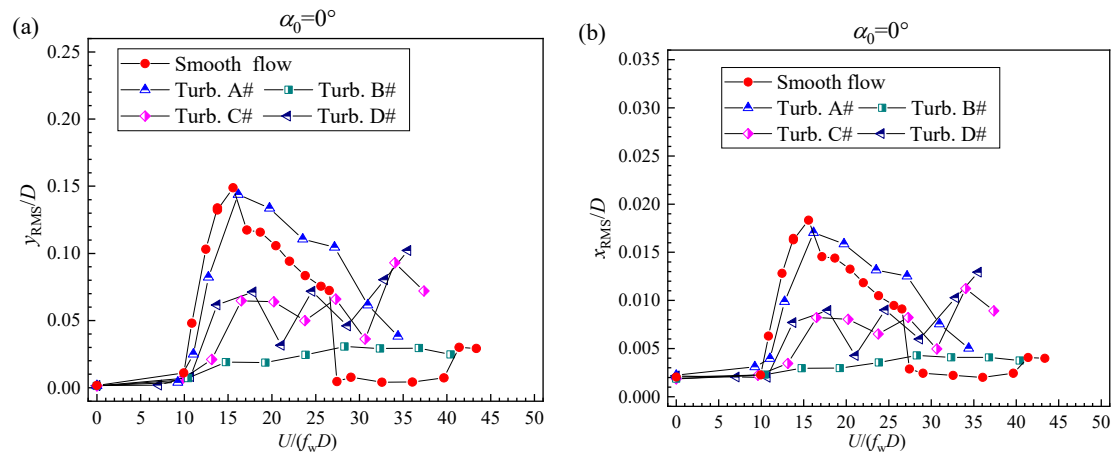 (a)
α₀=0°
Smooth flow
Turb. A#
Turb. B#
Turb. C#
Turb. D#
0.25
0.20
0.15
0.10
0.05
0.00
yRMS/D
0 5 10 15 20 25 30 35 40 45 50
U/(fwD)
(b)
α₀=0°
Smooth flow
Turb. A#
Turb. B#
Turb. C#
Turb. D#
0.035
0.030
0.025
0.020
0.015
0.010
0.005
0.000
xRMS/D
0 5 10 15 20 25 30 35 40 45 50
U/(fwD)